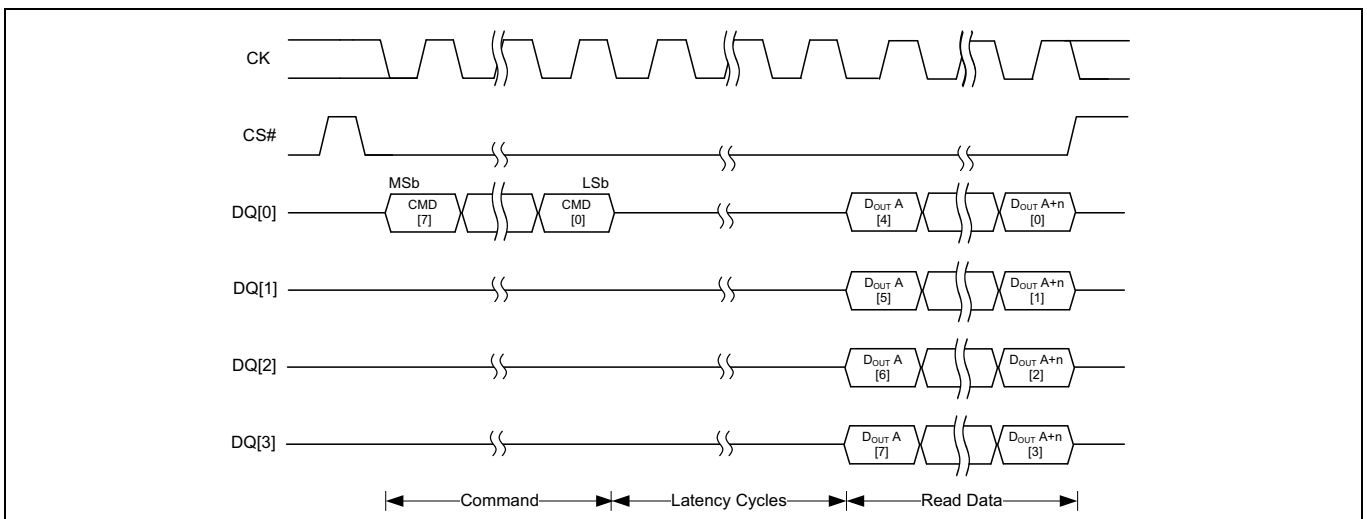 CK
CS#
MSb LSb
DQ[0] CMD [7] CMD [0] DOUT A [4] DOUT A+n [0]
DQ[1] DOUT A [5] DOUT A+n [1]
DQ[2] DOUT A [6] DOUT A+n [2]
DQ[3] DOUT A [7] DOUT A+n [3]
Command Latency Cycles Read Data